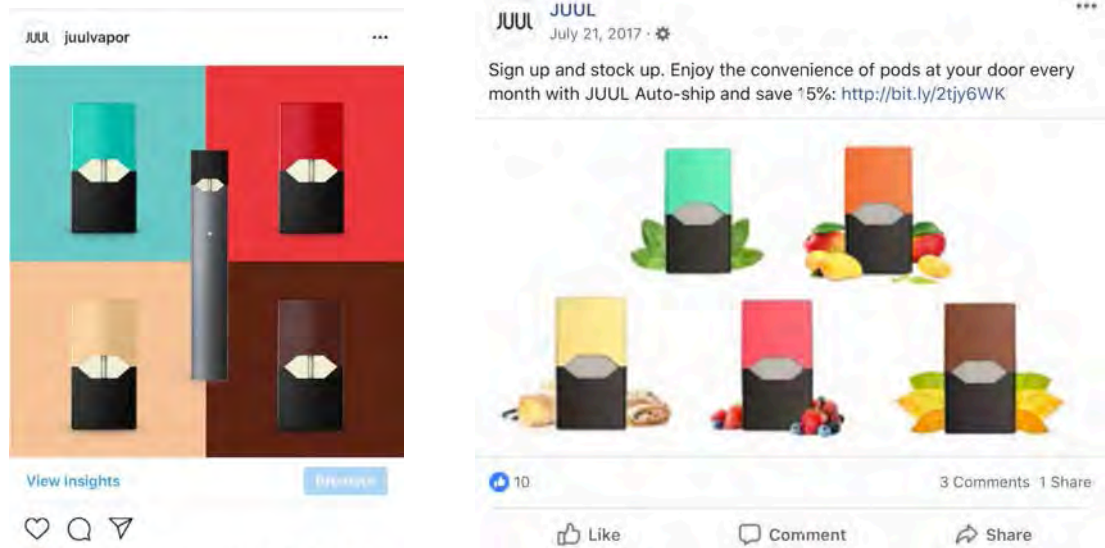 JUUL juulvapor
View Insights
JUUL
JUUL
July 21, 2017
Sign up and stock up. Enjoy the convenience of pods at your door every
month with JUUL Auto-ship and save 15%: http://bit.ly/2tjy6WK
10
3 Comments 1 Share
Like
Comment
Share